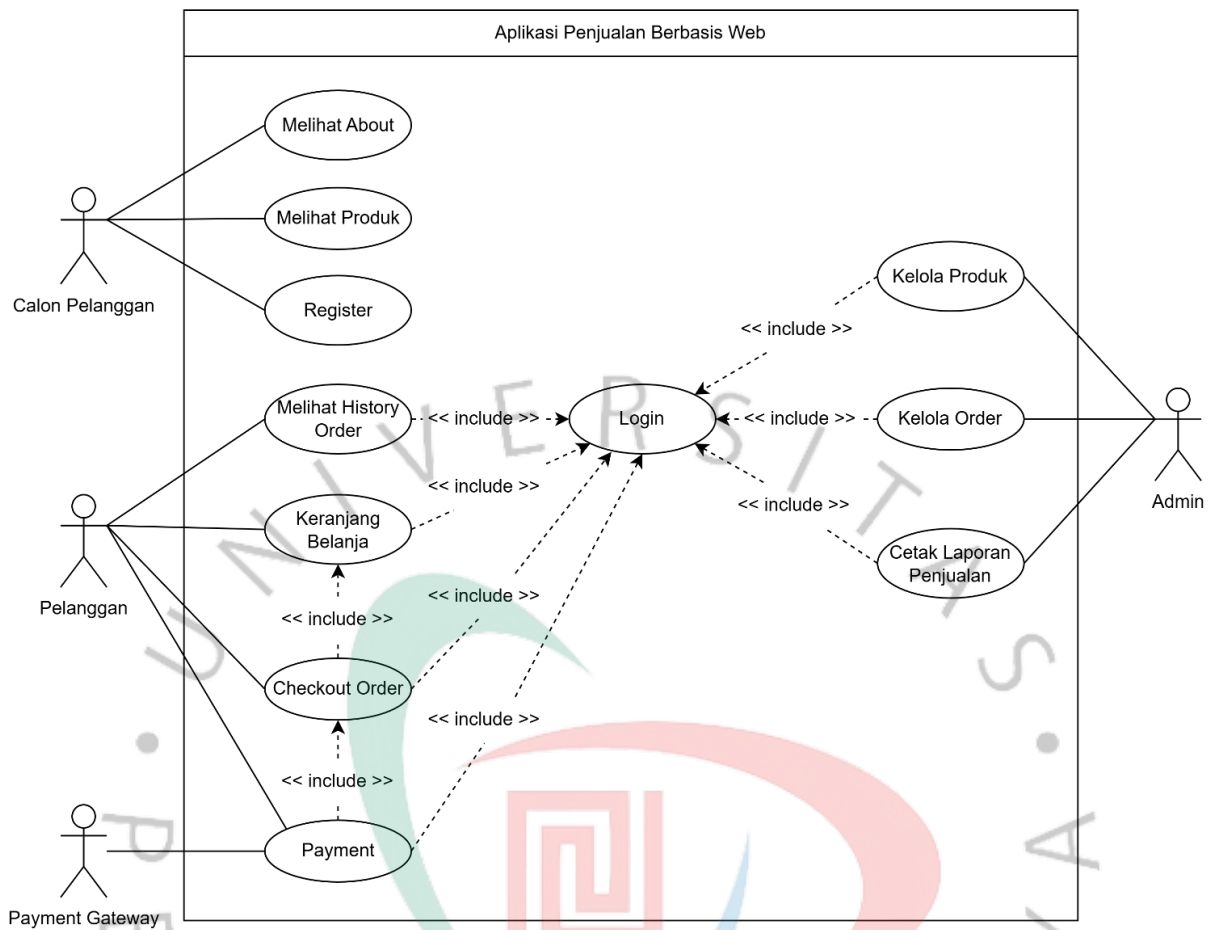 Aplikasi Penjualan Berbasis Web
Melihat About
Melihat Produk
Calon Pelanggan
Register
Kelola Produk
<< include >>
Melihat History
Order
<< include >>
Login
<< include >>
Kelola Order
<< include >>
<< include >>
Admin
Keranjang
Belanja
Cetak Laporan
Penjualan
Pelanggan
<< include >>
<< include >>
Checkout Order
<< include >>
<< include >>
Payment
Payment Gateway
UNIVERSITAS